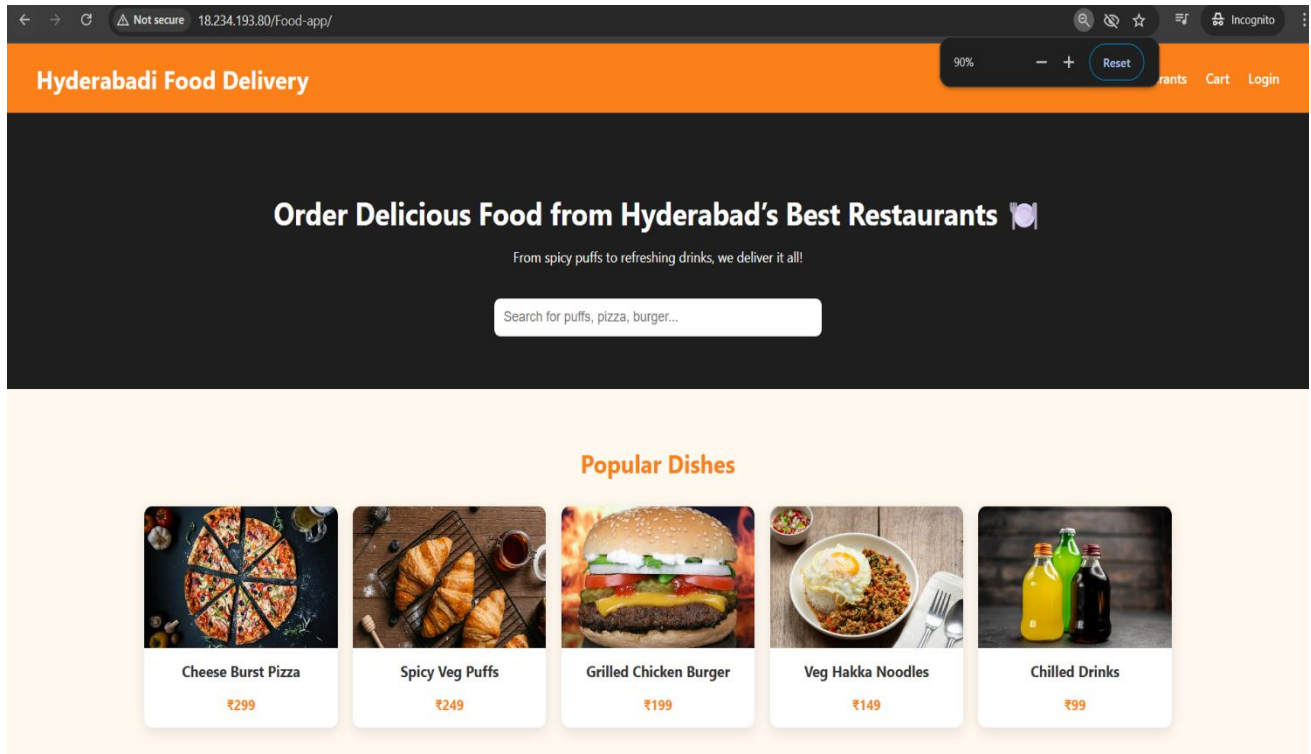 Not secure 18.234.193.80/Food-app/ Incognito
90% − + Reset
Hyderabadi Food Delivery Cart Login
Order Delicious Food from Hyderabad’s Best Restaurants 🍽️
From spicy puffs to refreshing drinks, we deliver it all!
Search for puffs, pizza, burger...
Popular Dishes
Cheese Burst Pizza Spicy Veg Puffs Grilled Chicken Burger Veg Hakka Noodles Chilled Drinks
₹299 ₹249 ₹199 ₹149 ₹99